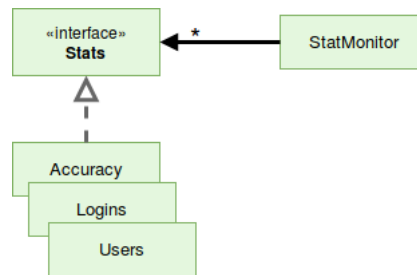 «interface»
Stats
*
StatMonitor
Accuracy
Logins
Users